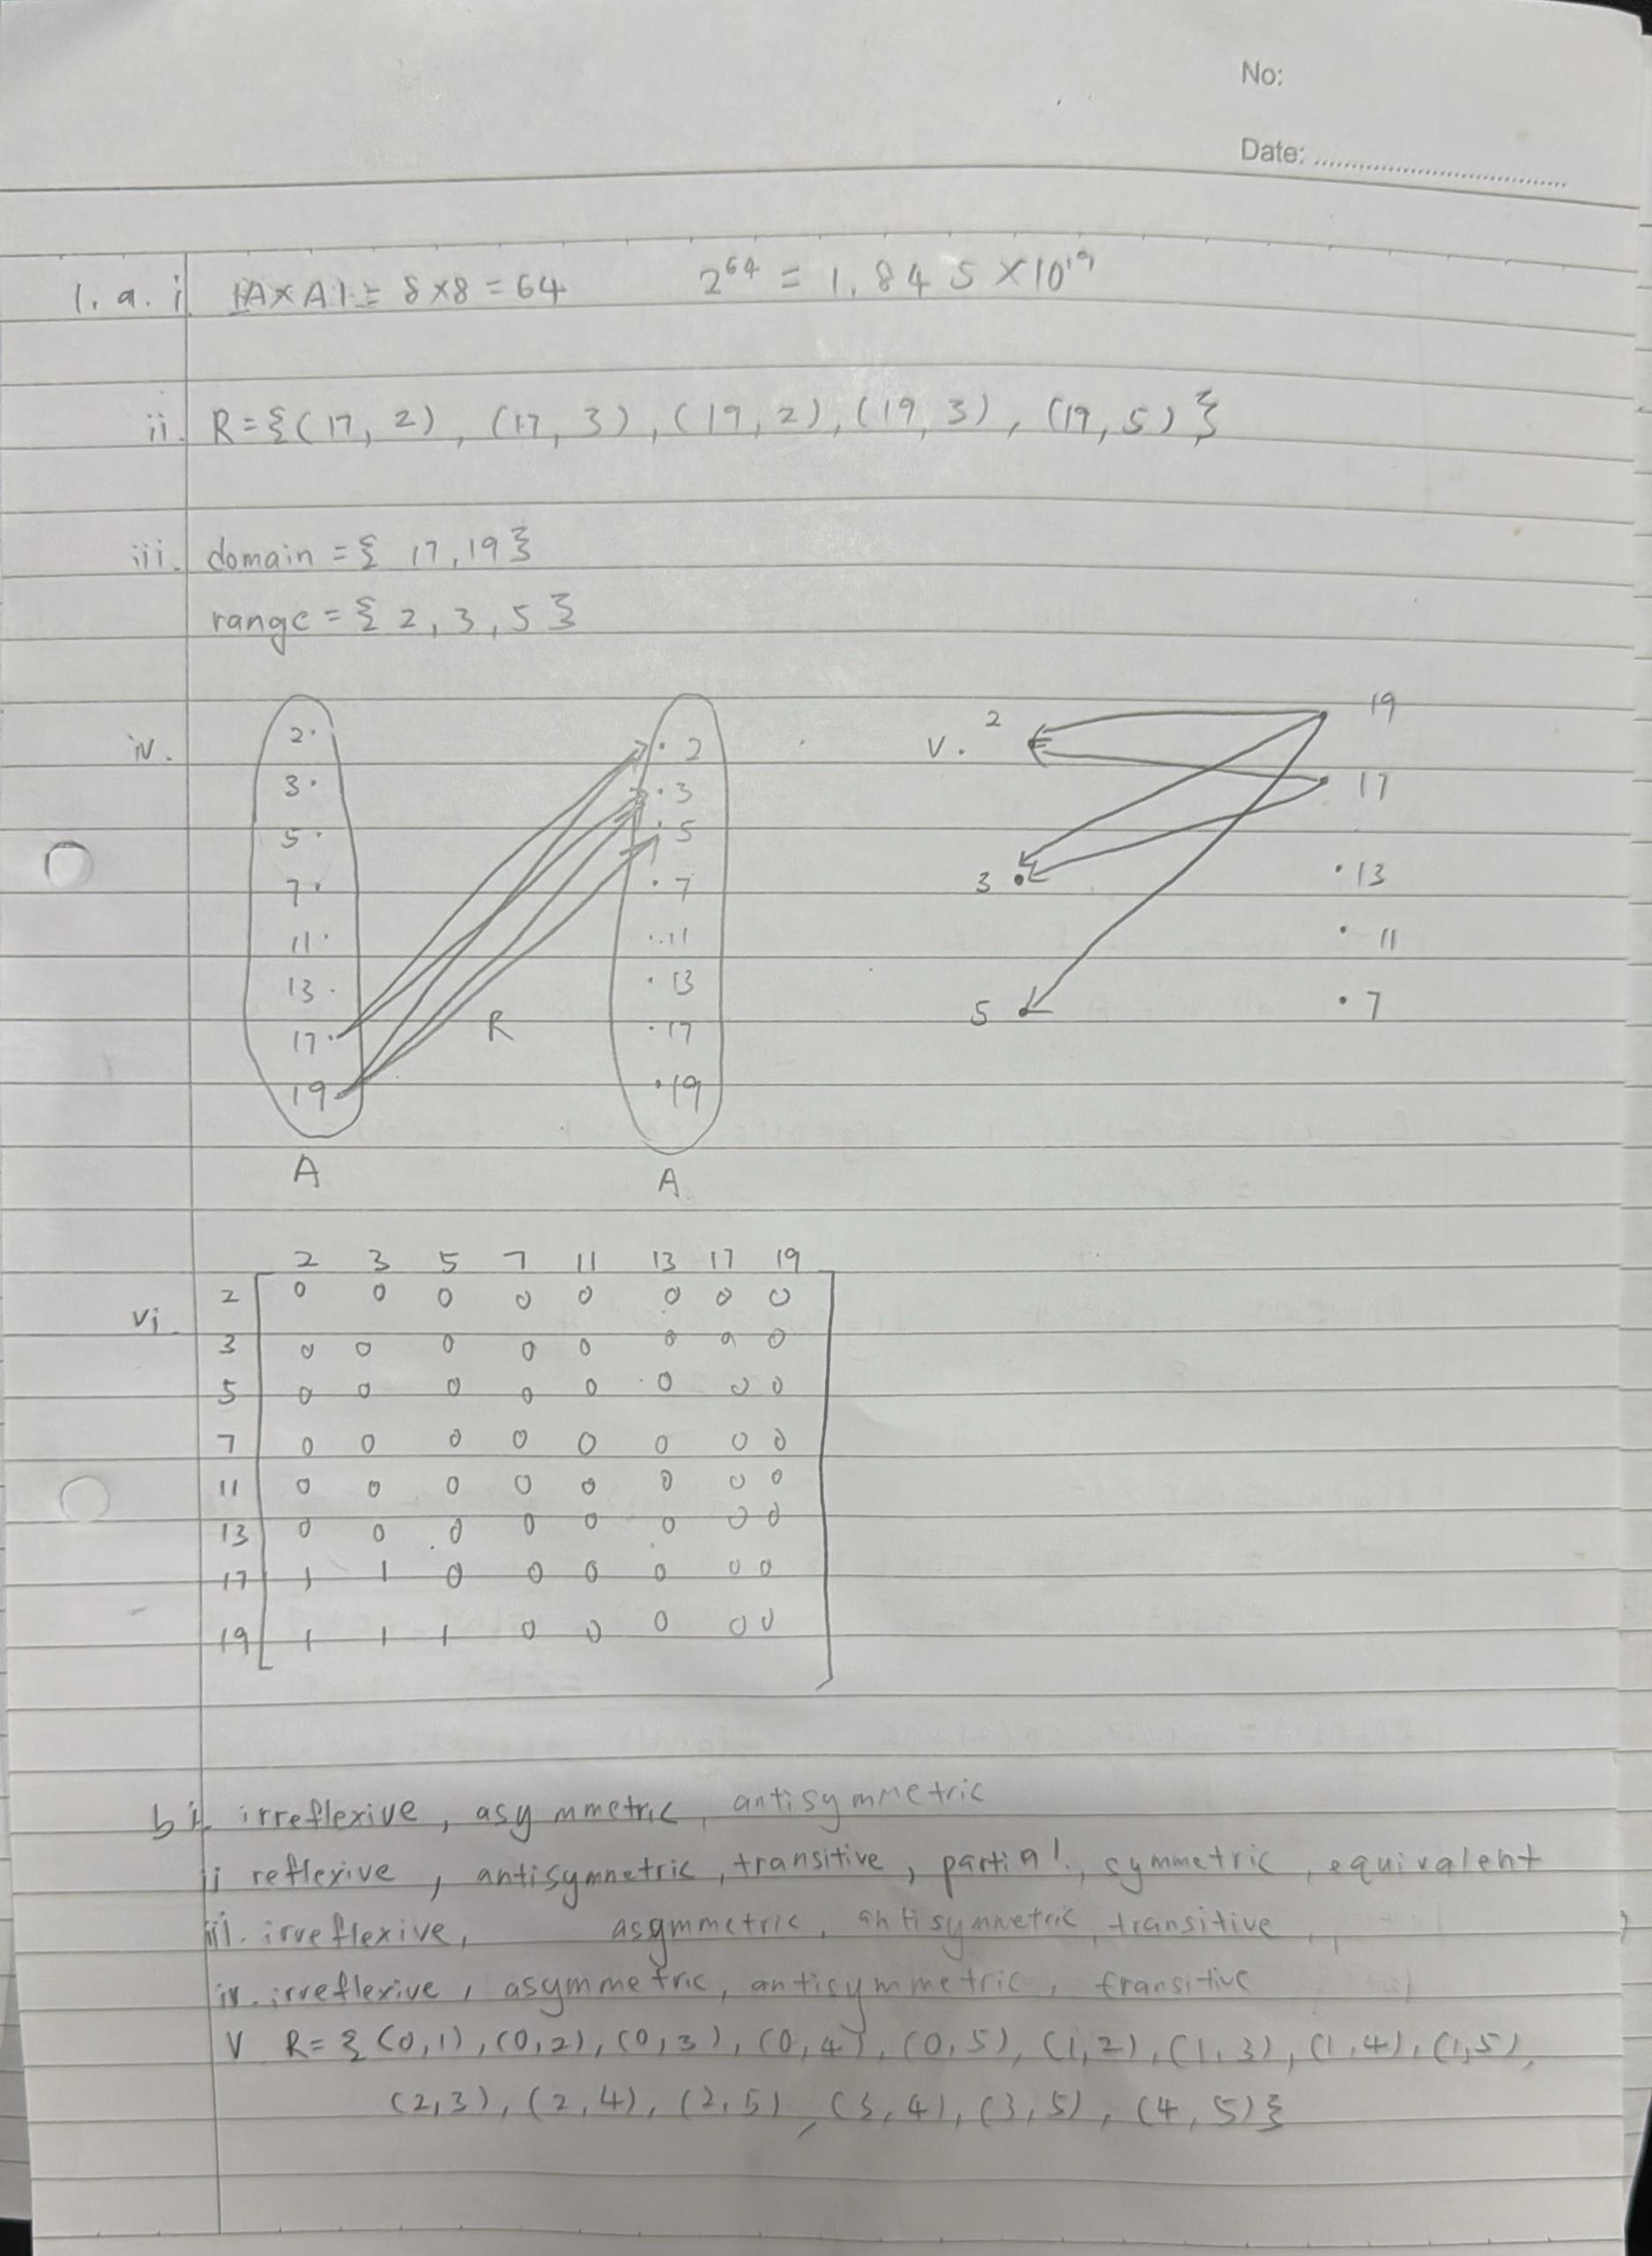 No:
Date:
1. a. i |A×A| = 8×8 = 64 2^64 = 1.845 ×10^19
ii. R={(17, 2), (17, 3), (19, 2), (19, 3), (19, 5)}
iii. domain = { 17, 19 }
range = { 2, 3, 5 }
iv.
2
3
5
7
11
13
17
19
A
R
2
3
5
7
11
13
17
19
A
v.
2
3
5
19
17
13
11
7
vi.
2 3 5 7 11 13 17 19
2 0 0 0 0 0 0 0 0
3 0 0 0 0 0 0 0 0
5 0 0 0 0 0 0 0 0
7 0 0 0 0 0 0 0 0
11 0 0 0 0 0 0 0 0
13 0 0 0 0 0 0 0 0
17 1 1 0 0 0 0 0 0
19 1 1 1 0 0 0 0 0
b i. irreflexive, asymmetric, antisymmetric
ii reflexive, antisymmetric, transitive, partial, symmetric, equivalent
iii. irreflexive, asymmetric, antisymmetric, transitive,
iv. irreflexive, asymmetric, antisymmetric, transitive
V R= {(0,1), (0,2), (0,3), (0,4), (0,5), (1,2), (1,3), (1,4), (1,5),
(2,3), (2,4), (2,5), (3,4), (3,5), (4,5)}